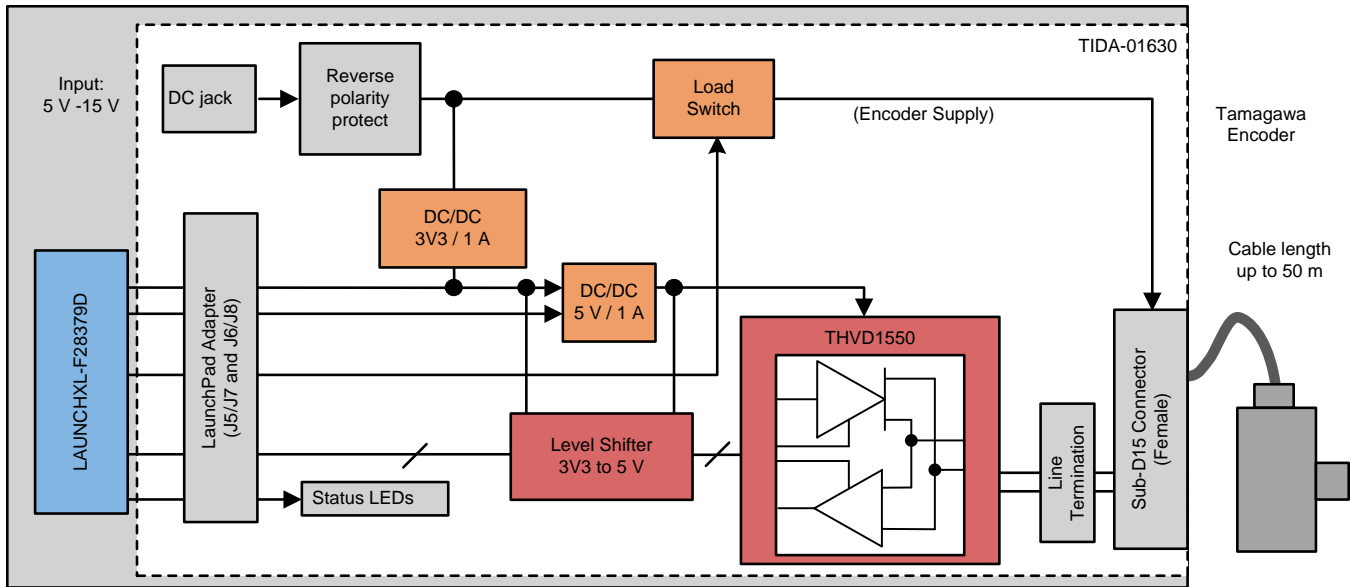 TIDA-01630
Input:
5 V -15 V
DC jack
Reverse
polarity
protect
Load
Switch
(Encoder Supply)
Tamagawa
Encoder
DC/DC
3V3 / 1 A
Cable length
up to 50 m
LAUNCHXL-F28379D
LaunchPad Adapter
(J5/J7 and J6/J8)
DC/DC
5 V / 1 A
THVD1550
Level Shifter
3V3 to 5 V
Status LEDs
Line
Termination
Sub-D15 Connector
(Female)